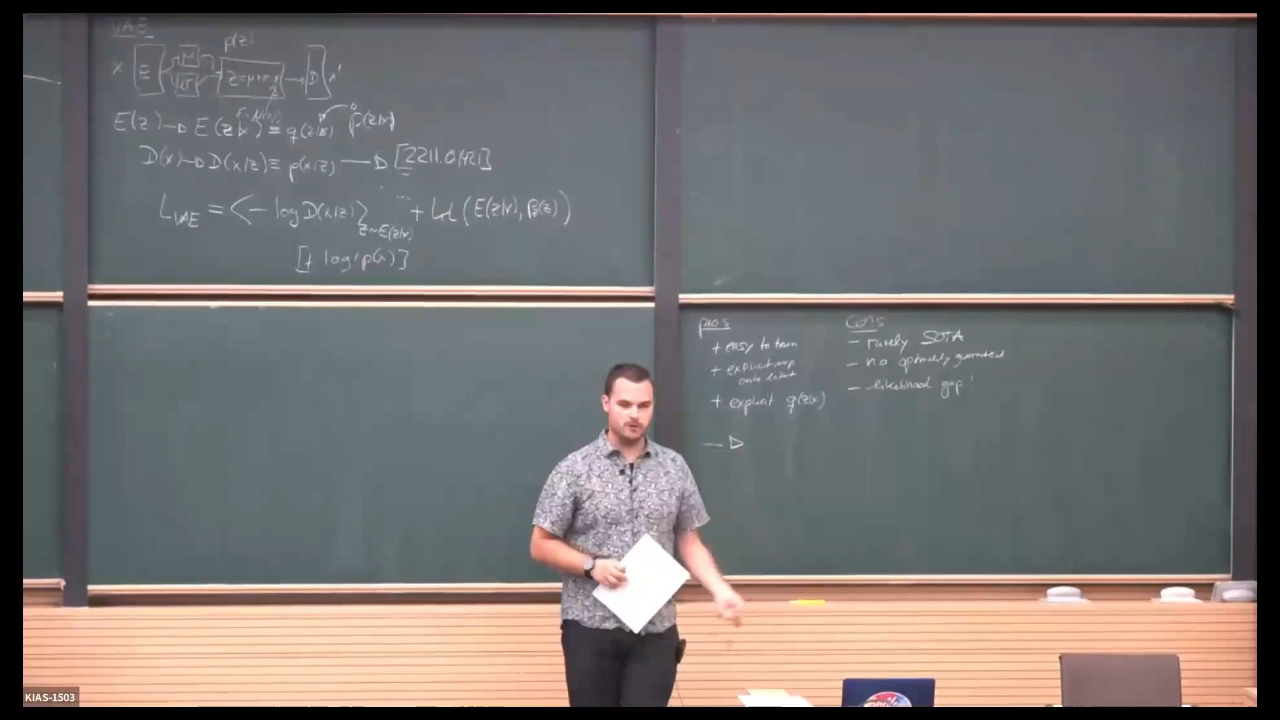 VAE
p(z)
x E μ σ z=μ+σ·ε D x'
E(z) → E(z|x) ≡ q(z|x) p(z|x)
D(x) → D(x|z) ≡ p(x|z) → [2211.01421]
L_VAE = < - log D(x|z) >_{z~E(z|x)} + KL(E(z|x), p(z))
[+ log p(x)]
pros
+ easy to train
+ explicit map
onto latent
+ explicit q(z|x)
→
cons
- rarely SOTA
- no optimality guaranteed
- likelihood gap!
KIAS-1503